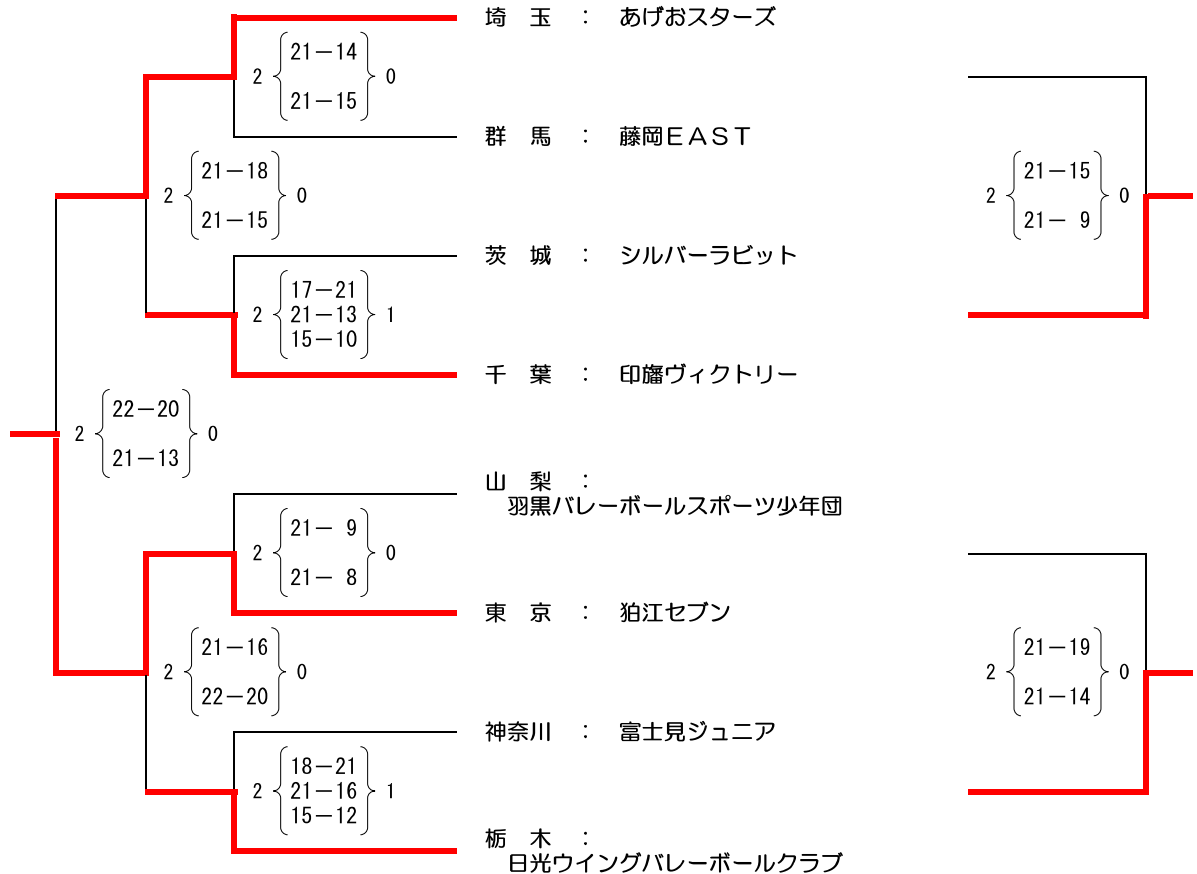 埼　玉　：　あげおスターズ
2 21－14 0
21－15
群　馬　：　藤岡ＥＡＳＴ
2 21－18 0
21－15
2 21－15 0
21－ 9
茨　城　：　シルバーラビット
17－21
2 21－13 1
15－10
千　葉　：　印旛ヴィクトリー
2 22－20 0
21－13
山　梨　：
羽黒バレーボールスポーツ少年団
2 21－ 9 0
21－ 8
東　京　：　狛江セブン
2 21－16 0
22－20
2 21－19 0
21－14
神奈川　：　富士見ジュニア
18－21
2 21－16 1
15－12
栃　木　：
日光ウイングバレーボールクラブ